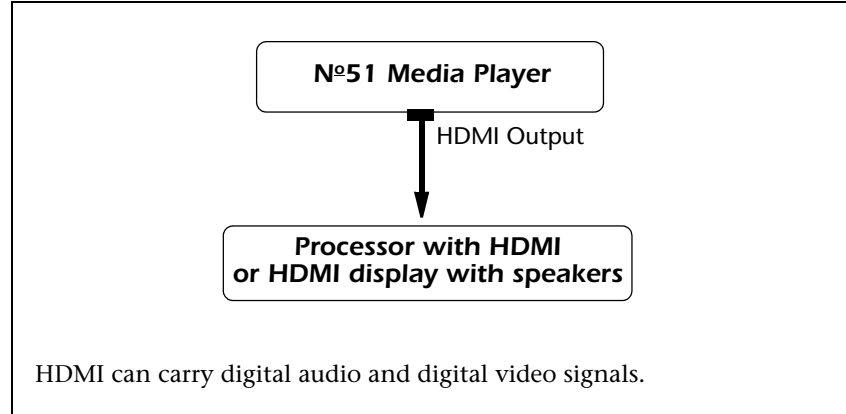 Nº51 Media Player
HDMI Output
Processor with HDMI
or HDMI display with speakers
HDMI can carry digital audio and digital video signals.